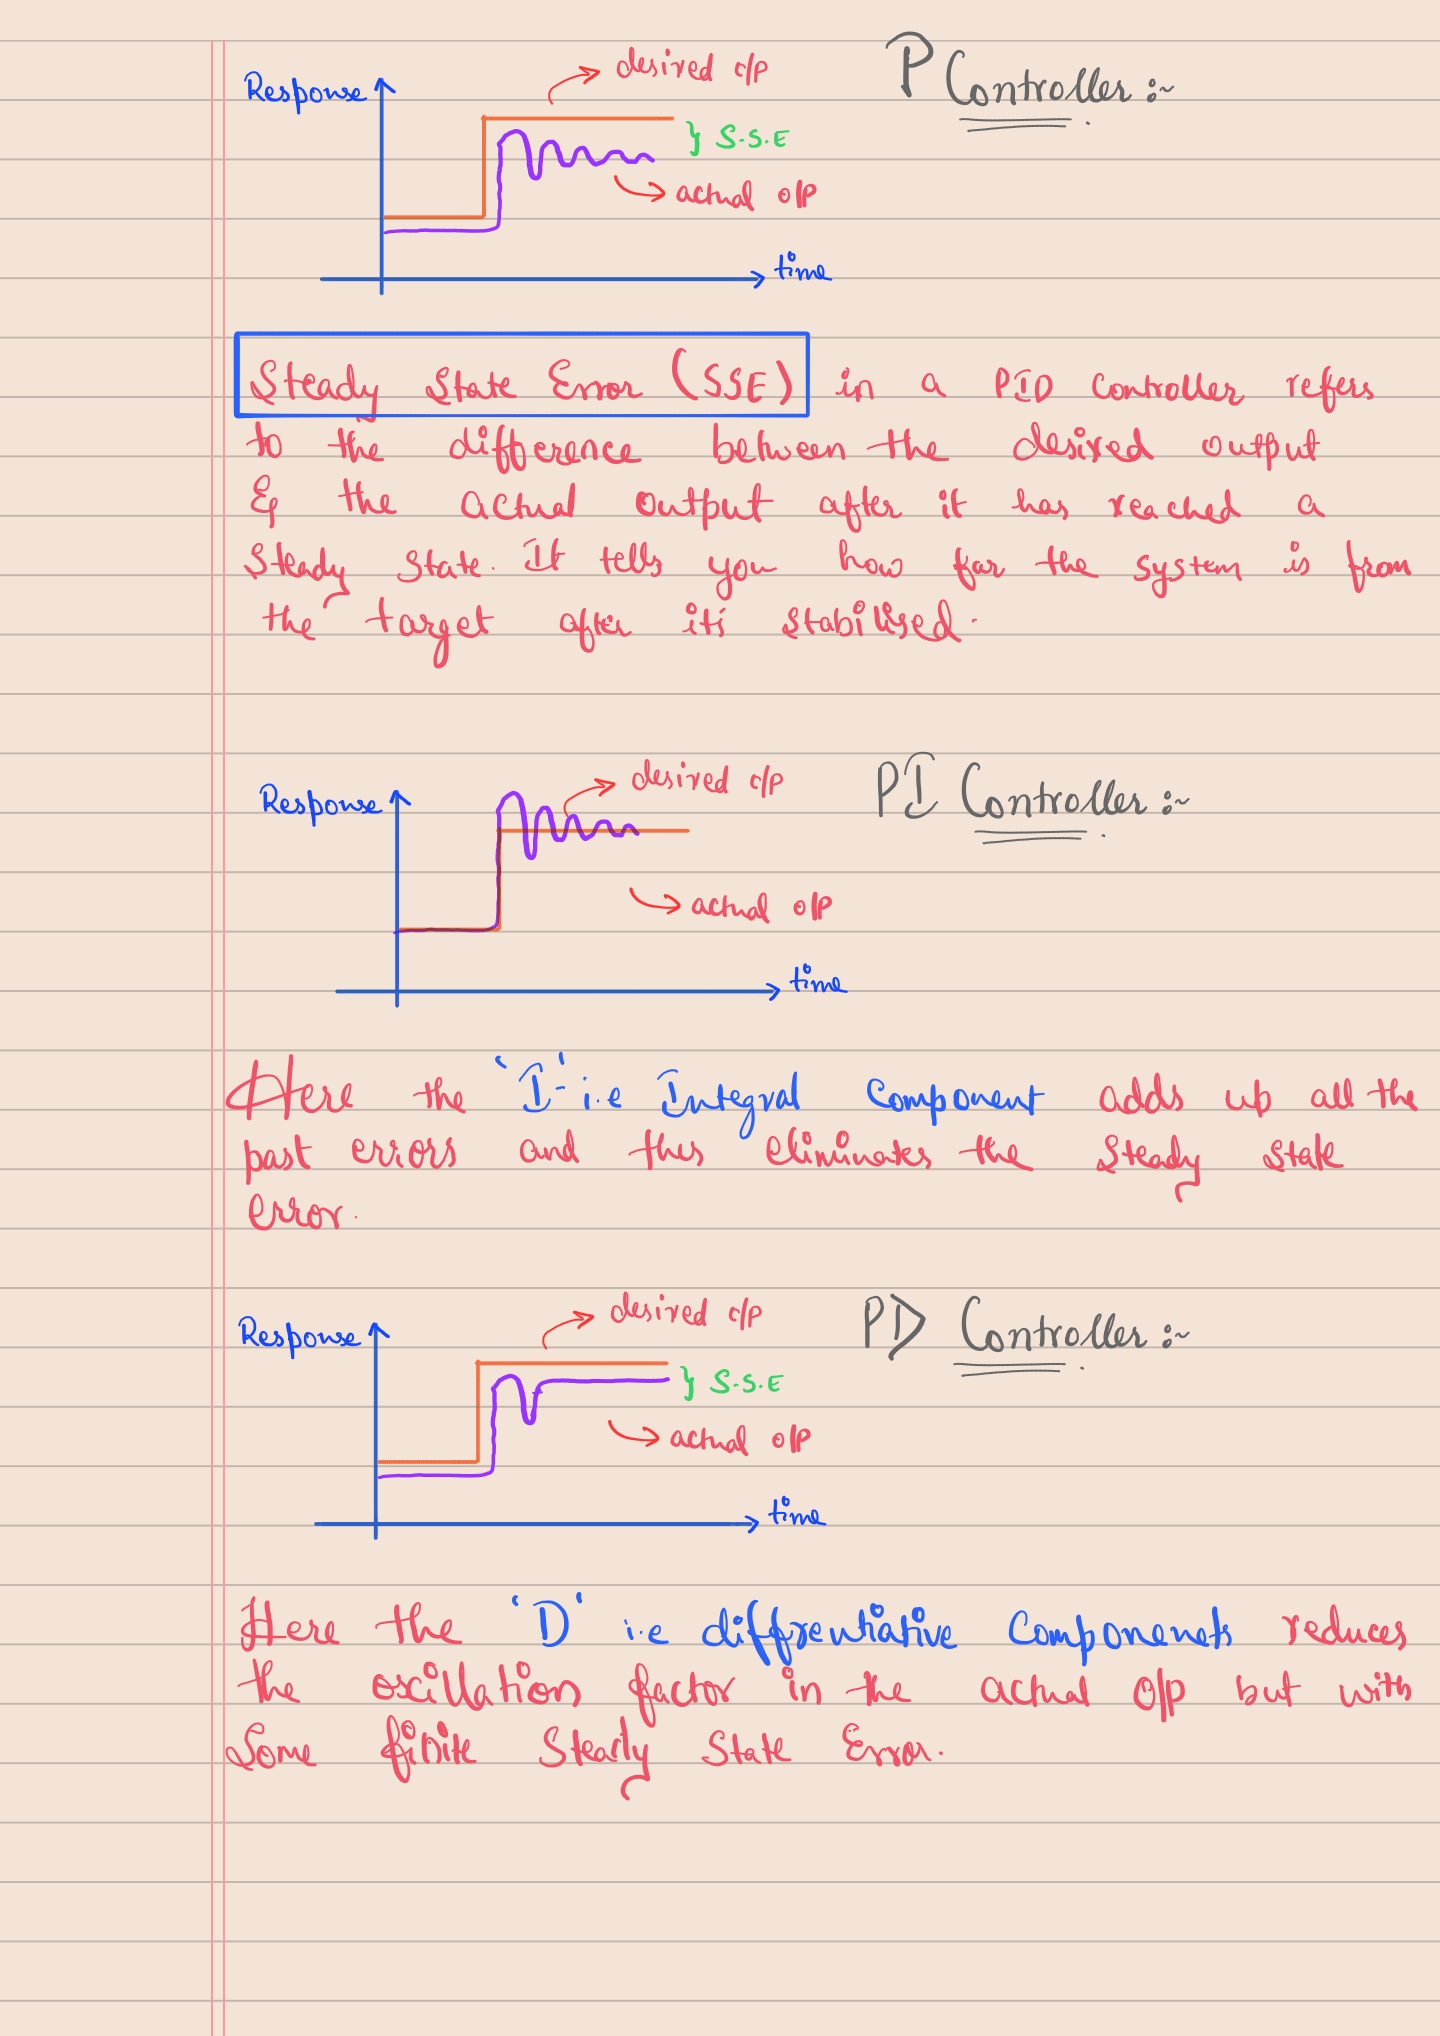 P Controller :~
Response
desired o/p
} S.S.E
actual o/p
time
Steady State Error (SSE) in a PID Controller refers
to the difference between the desired output
& the actual output after it has reached a
Steady State. It tells you how far the system is from
the target after it's stabilised.
PI Controller :~
Response
desired o/p
actual o/p
time
Here the 'I' i.e Integral Component adds up all the
past errors and this eliminates the Steady State
error.
PD Controller :~
Response
desired o/p
} S.S.E
actual o/p
time
Here the 'D' i.e diffrentiative Componenets reduces
the oscillation factor in the actual o/p but with
Some finite Steady State Error.